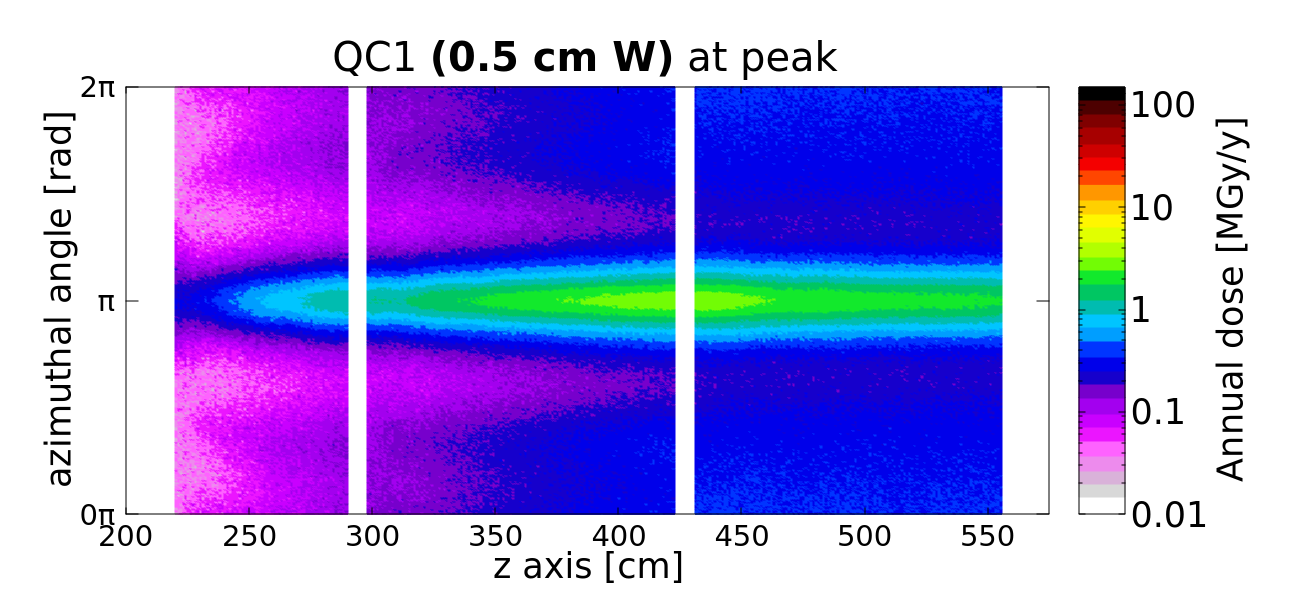 QC1 (0.5 cm W) at peak
2π
π
0π
azimuthal angle [rad]
200 250 300 350 400 450 500 550
z axis [cm]
100
10
1
0.1
0.01
Annual dose [MGy/y]